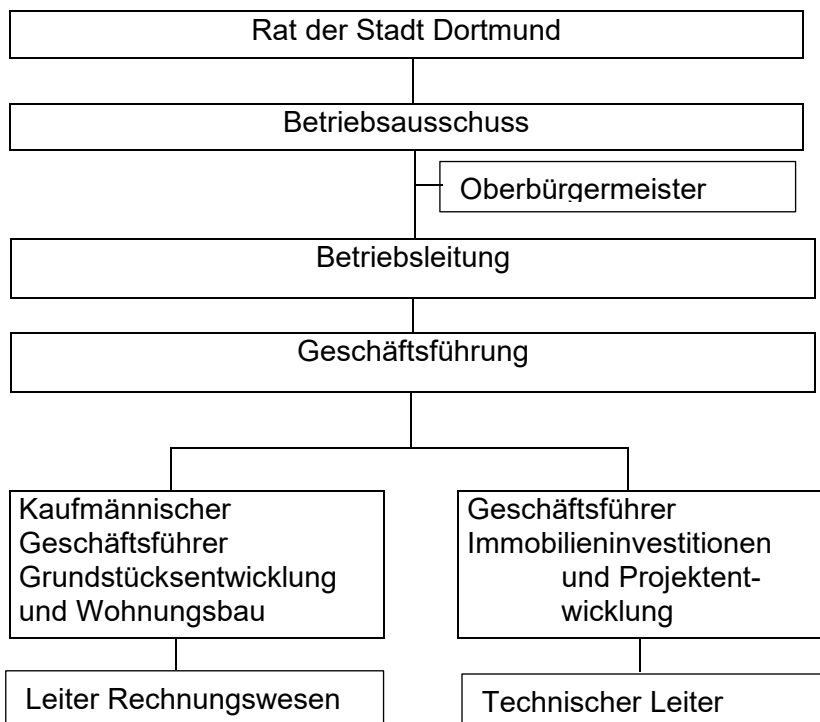 Rat der Stadt Dortmund
Betriebsausschuss
Oberbürgermeister
Betriebsleitung
Geschäftsführung
Kaufmännischer
Geschäftsführer
Grundstücksentwicklung
und Wohnungsbau
Geschäftsführer
Immobilieninvestitionen
und Projektent-
wicklung
Leiter Rechnungswesen
Technischer Leiter